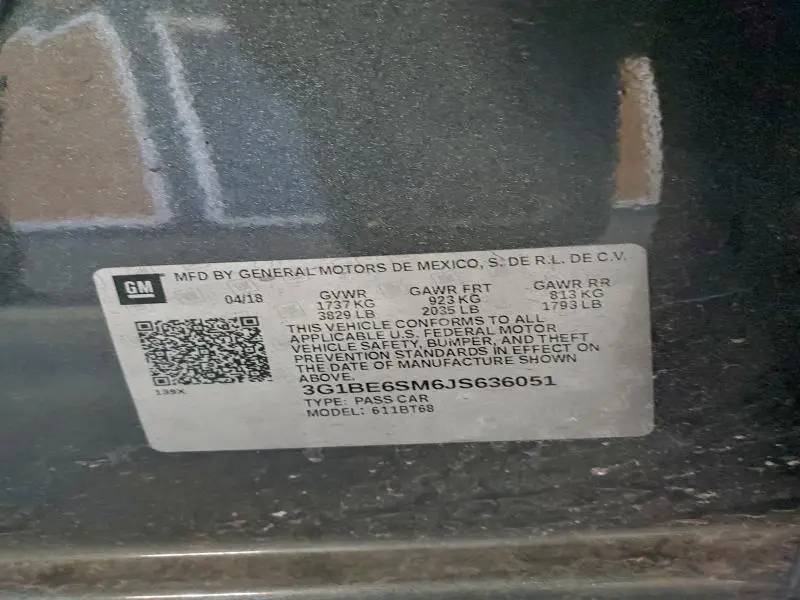 GM MFD BY GENERAL MOTORS DE MEXICO, S. DE R.L. DE C.V.
04/18 GVWR GAWR FRT GAWR RR
1737 KG 923 KG 813 KG
3829 LB 2035 LB 1793 LB
THIS VEHICLE CONFORMS TO ALL
APPLICABLE U.S. FEDERAL MOTOR
VEHICLE SAFETY, BUMPER, AND THEFT
PREVENTION STANDARDS IN EFFECT ON
THE DATE OF MANUFACTURE SHOWN
ABOVE.
139X
3G1BE6SM6JS636051
TYPE: PASS CAR
MODEL: 611BT68